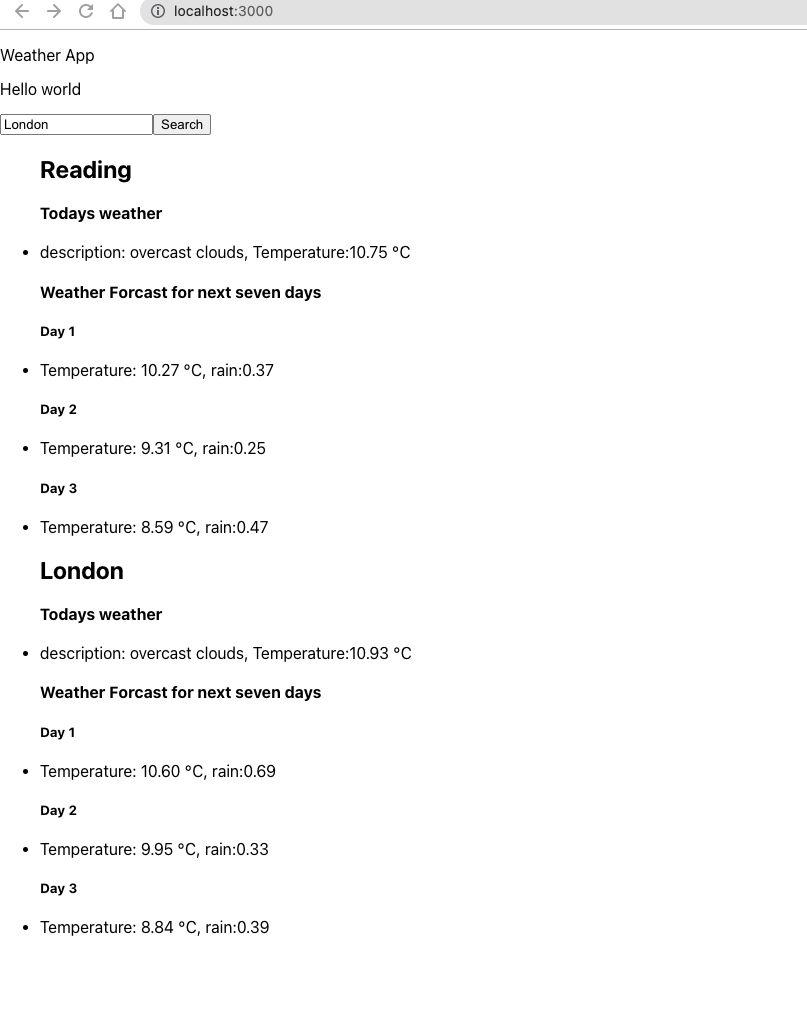 localhost:3000
Weather App
Hello world
London Search
Reading
Todays weather
description: overcast clouds, Temperature:10.75 °C
Weather Forcast for next seven days
Day 1
Temperature: 10.27 °C, rain:0.37
Day 2
Temperature: 9.31 °C, rain:0.25
Day 3
Temperature: 8.59 °C, rain:0.47
London
Todays weather
description: overcast clouds, Temperature:10.93 °C
Weather Forcast for next seven days
Day 1
Temperature: 10.60 °C, rain:0.69
Day 2
Temperature: 9.95 °C, rain:0.33
Day 3
Temperature: 8.84 °C, rain:0.39